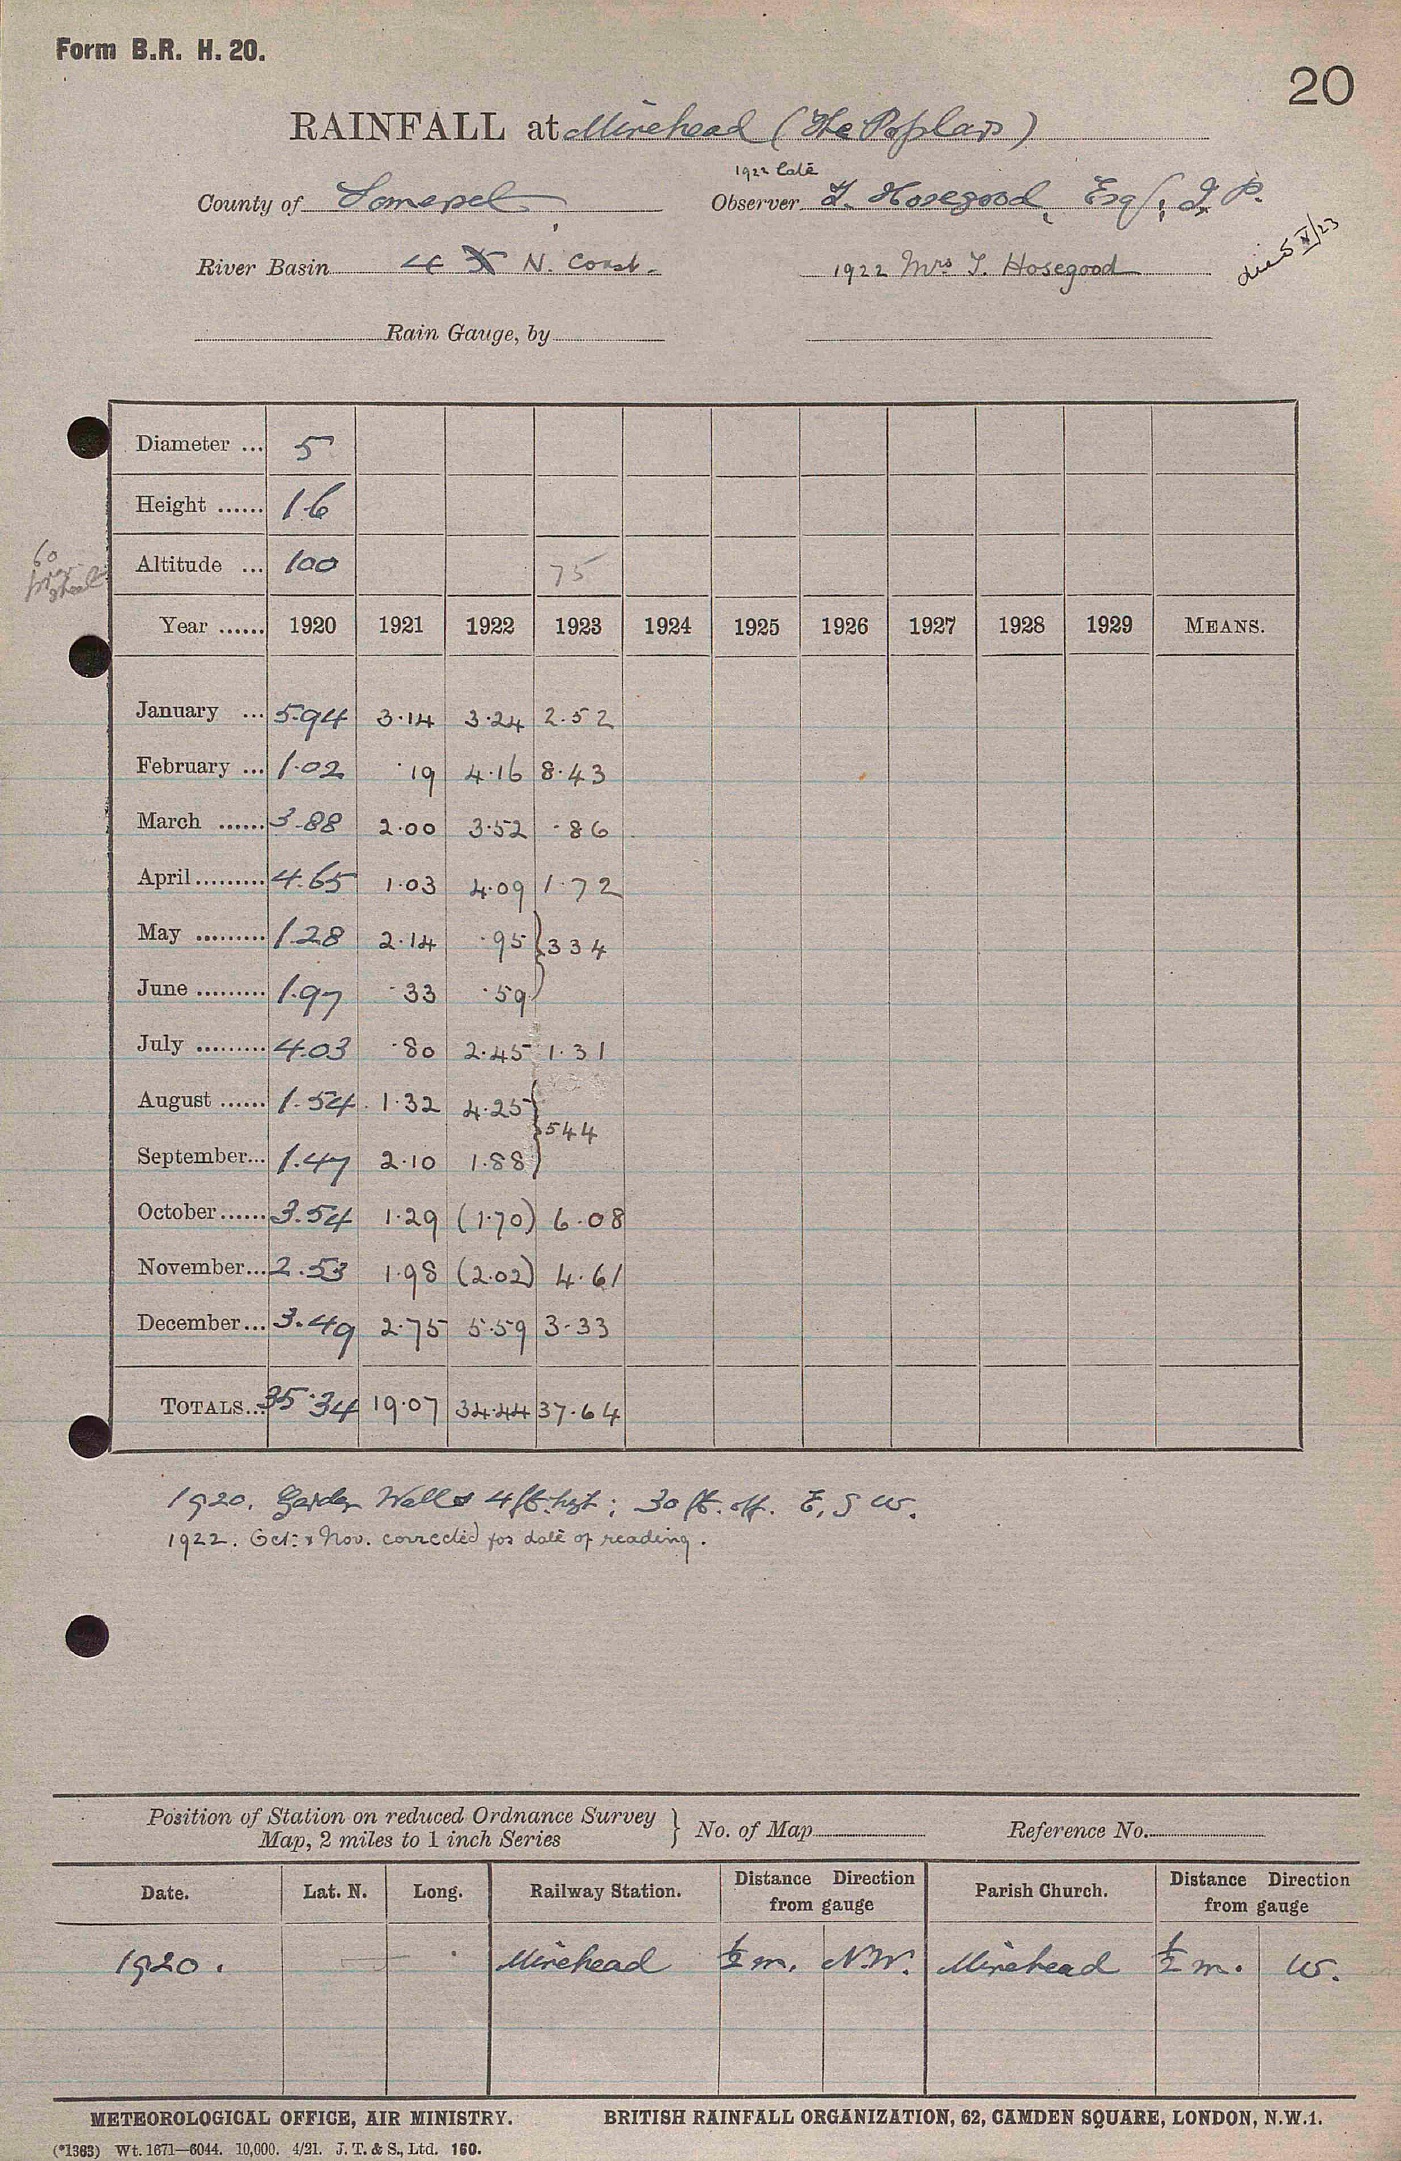 Form B.R. H. 20.
20
RAINFALL at Minehead (The Poplars)
1922 late
County of Somerset Observer T. Hosegood, Esq., J.P.
River Basin 4 N. Coast. 1922 Mrs T. Hosegood died V/23
Rain Gauge, by
Diameter ... 5
Height ...... 16
60
prev. sheet
Altitude ... 100 75
Year ...... 1920 1921 1922 1923 1924 1925 1926 1927 1928 1929 MEANS.
January ... 5.94 3.14 3.24 2.52
February ... 1.02 .19 4.16 8.43
March ...... 3.88 2.00 3.52 .86
April ......... 4.65 1.03 4.09 1.72
May ......... 1.28 2.14 .95 } 3 3 4
June ......... 1.97 .33 .59
July ......... 4.03 .80 2.45 1.31
August ...... 1.54 1.32 4.25 } 5 4 4
September... 1.47 2.10 1.88
October...... 3.54 1.29 (1.70) 6.08
November... 2.53 1.98 (2.02) 4.61
December... 3.49 2.75 5.59 3.33
TOTALS... 35.34 19.07 34.44 37.64
1920. Garden Walls 4 ft. hgt; 30 ft. off. E, S W.
1922. Oct: & Nov. corrected for date of reading.
Position of Station on reduced Ordnance Survey
Map, 2 miles to 1 inch Series } No. of Map Reference No.
Date. Lat. N. Long. Railway Station. Distance Direction from gauge Parish Church. Distance Direction from gauge
1920. Minehead ½ m. N.W. Minehead ½ m. W.
METEOROLOGICAL OFFICE, AIR MINISTRY. BRITISH RAINFALL ORGANIZATION, 62, CAMDEN SQUARE, LONDON, N.W.1.
(*1363) Wt. 1671—6044. 10,000. 4/21. J. T. & S., Ltd. 160.